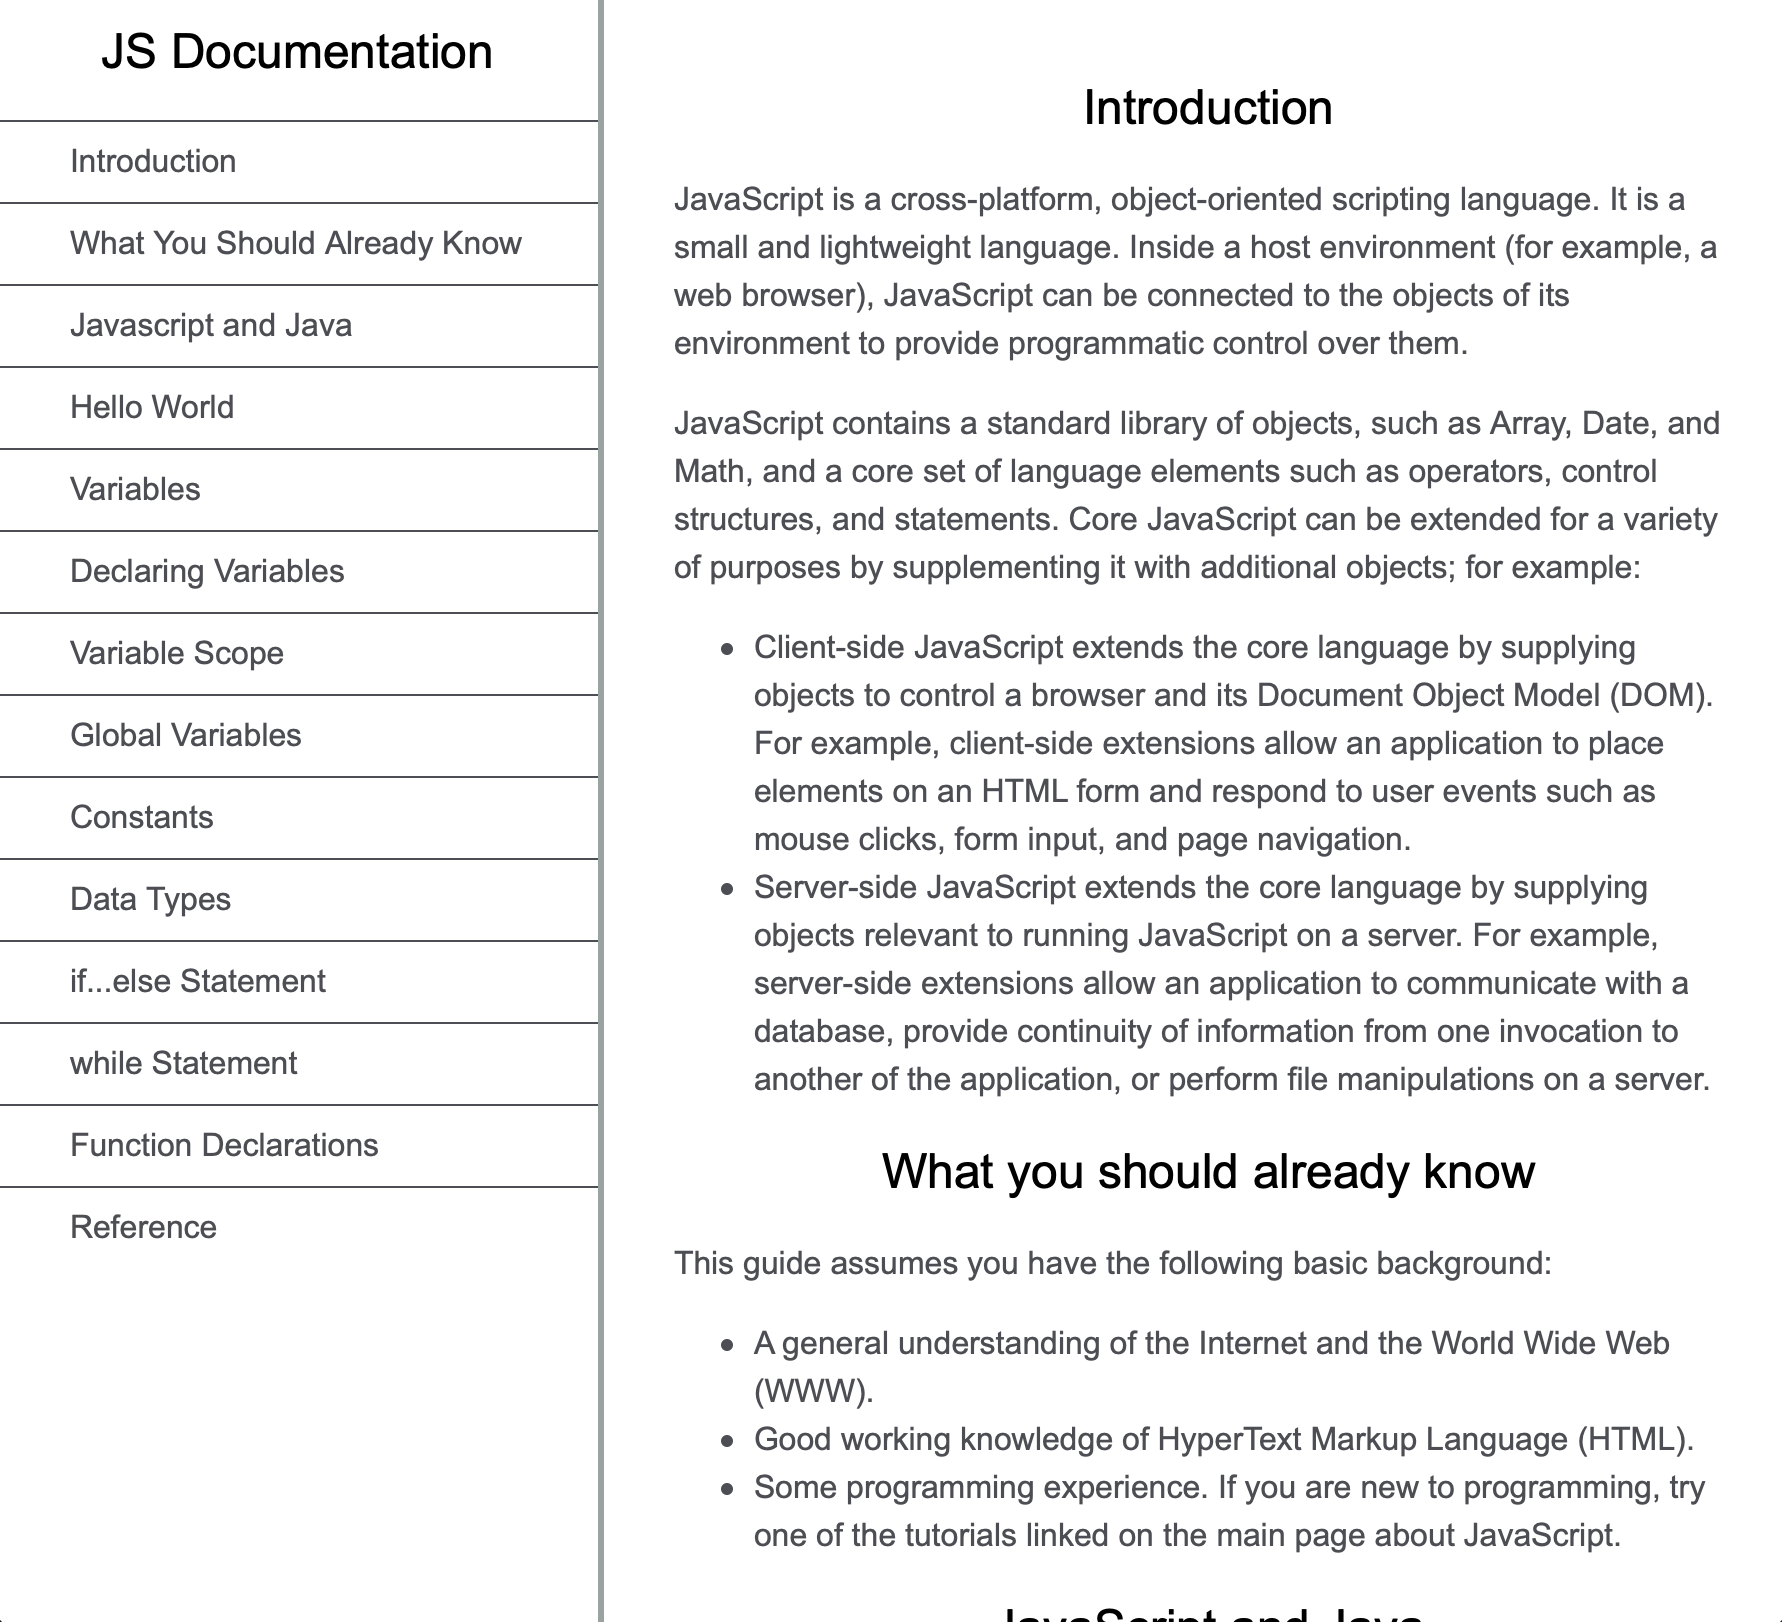 JS Documentation
Introduction
What You Should Already Know
Javascript and Java
Hello World
Variables
Declaring Variables
Variable Scope
Global Variables
Constants
Data Types
if...else Statement
while Statement
Function Declarations
Reference
Introduction
JavaScript is a cross-platform, object-oriented scripting language. It is a
small and lightweight language. Inside a host environment (for example, a
web browser), JavaScript can be connected to the objects of its
environment to provide programmatic control over them.
JavaScript contains a standard library of objects, such as Array, Date, and
Math, and a core set of language elements such as operators, control
structures, and statements. Core JavaScript can be extended for a variety
of purposes by supplementing it with additional objects; for example:
• Client-side JavaScript extends the core language by supplying
objects to control a browser and its Document Object Model (DOM).
For example, client-side extensions allow an application to place
elements on an HTML form and respond to user events such as
mouse clicks, form input, and page navigation.
• Server-side JavaScript extends the core language by supplying
objects relevant to running JavaScript on a server. For example,
server-side extensions allow an application to communicate with a
database, provide continuity of information from one invocation to
another of the application, or perform file manipulations on a server.
What you should already know
This guide assumes you have the following basic background:
• A general understanding of the Internet and the World Wide Web
(WWW).
• Good working knowledge of HyperText Markup Language (HTML).
• Some programming experience. If you are new to programming, try
one of the tutorials linked on the main page about JavaScript.
JavaScript and Java